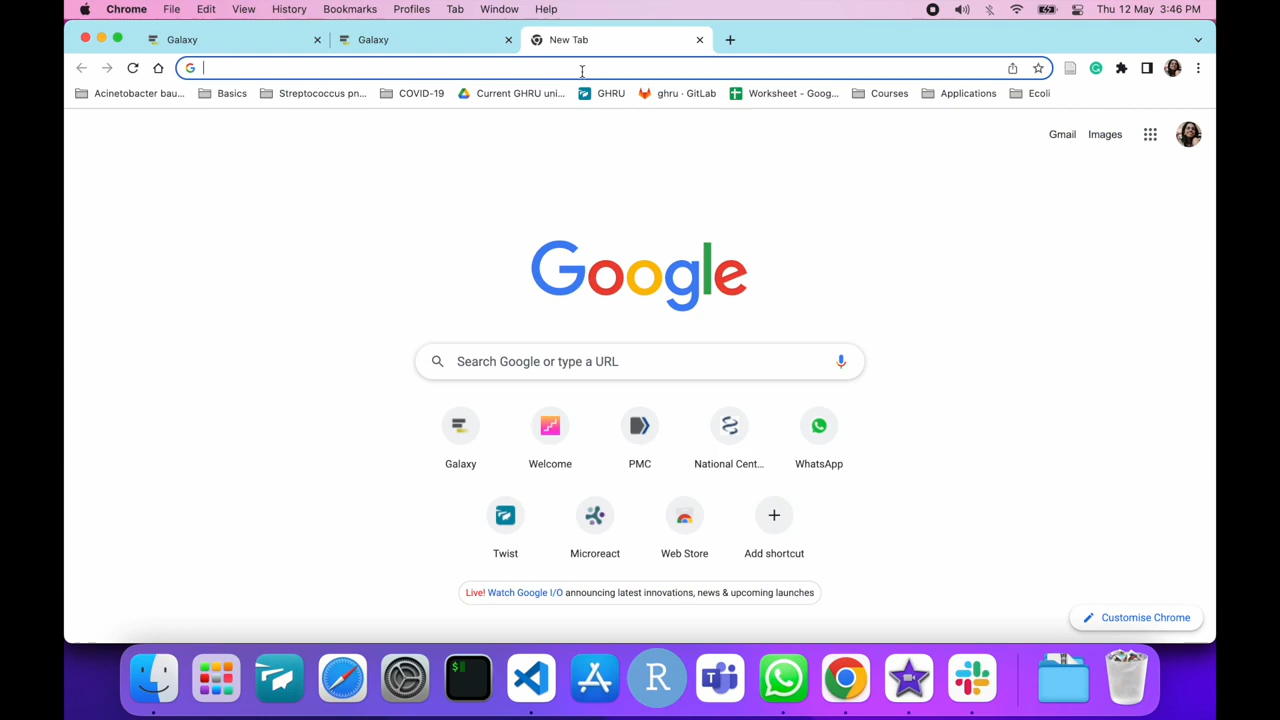 Chrome File Edit View History Bookmarks Profiles Tab Window Help Thu 12 May 3:46 PM
Galaxy Galaxy New Tab
Acinetobacter bau... Basics Streptococcus pn... COVID-19 Current GHRU uni... GHRU ghru · GitLab Worksheet - Goog... Courses Applications Ecoli
Gmail Images
Google
Search Google or type a URL
Galaxy Welcome PMC National Cent... WhatsApp
Twist Microreact Web Store Add shortcut
Live! Watch Google I/O announcing latest innovations, news & upcoming launches
Customise Chrome